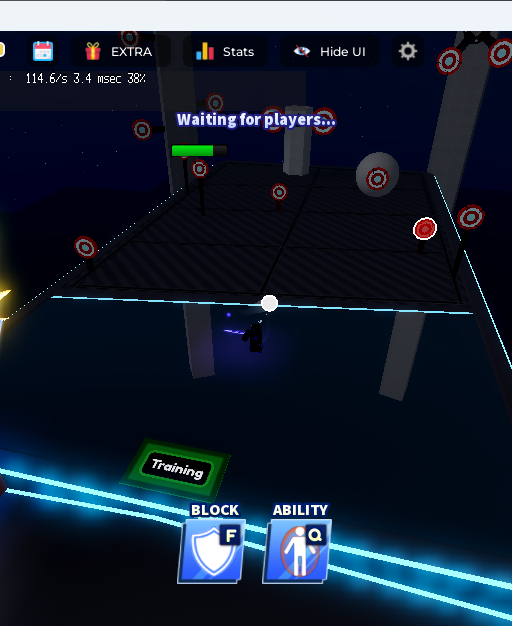 EXTRA Stats Hide UI
: 114.6/s 3.4 msec 38%
Waiting for players...
Training
BLOCK ABILITY
F Q